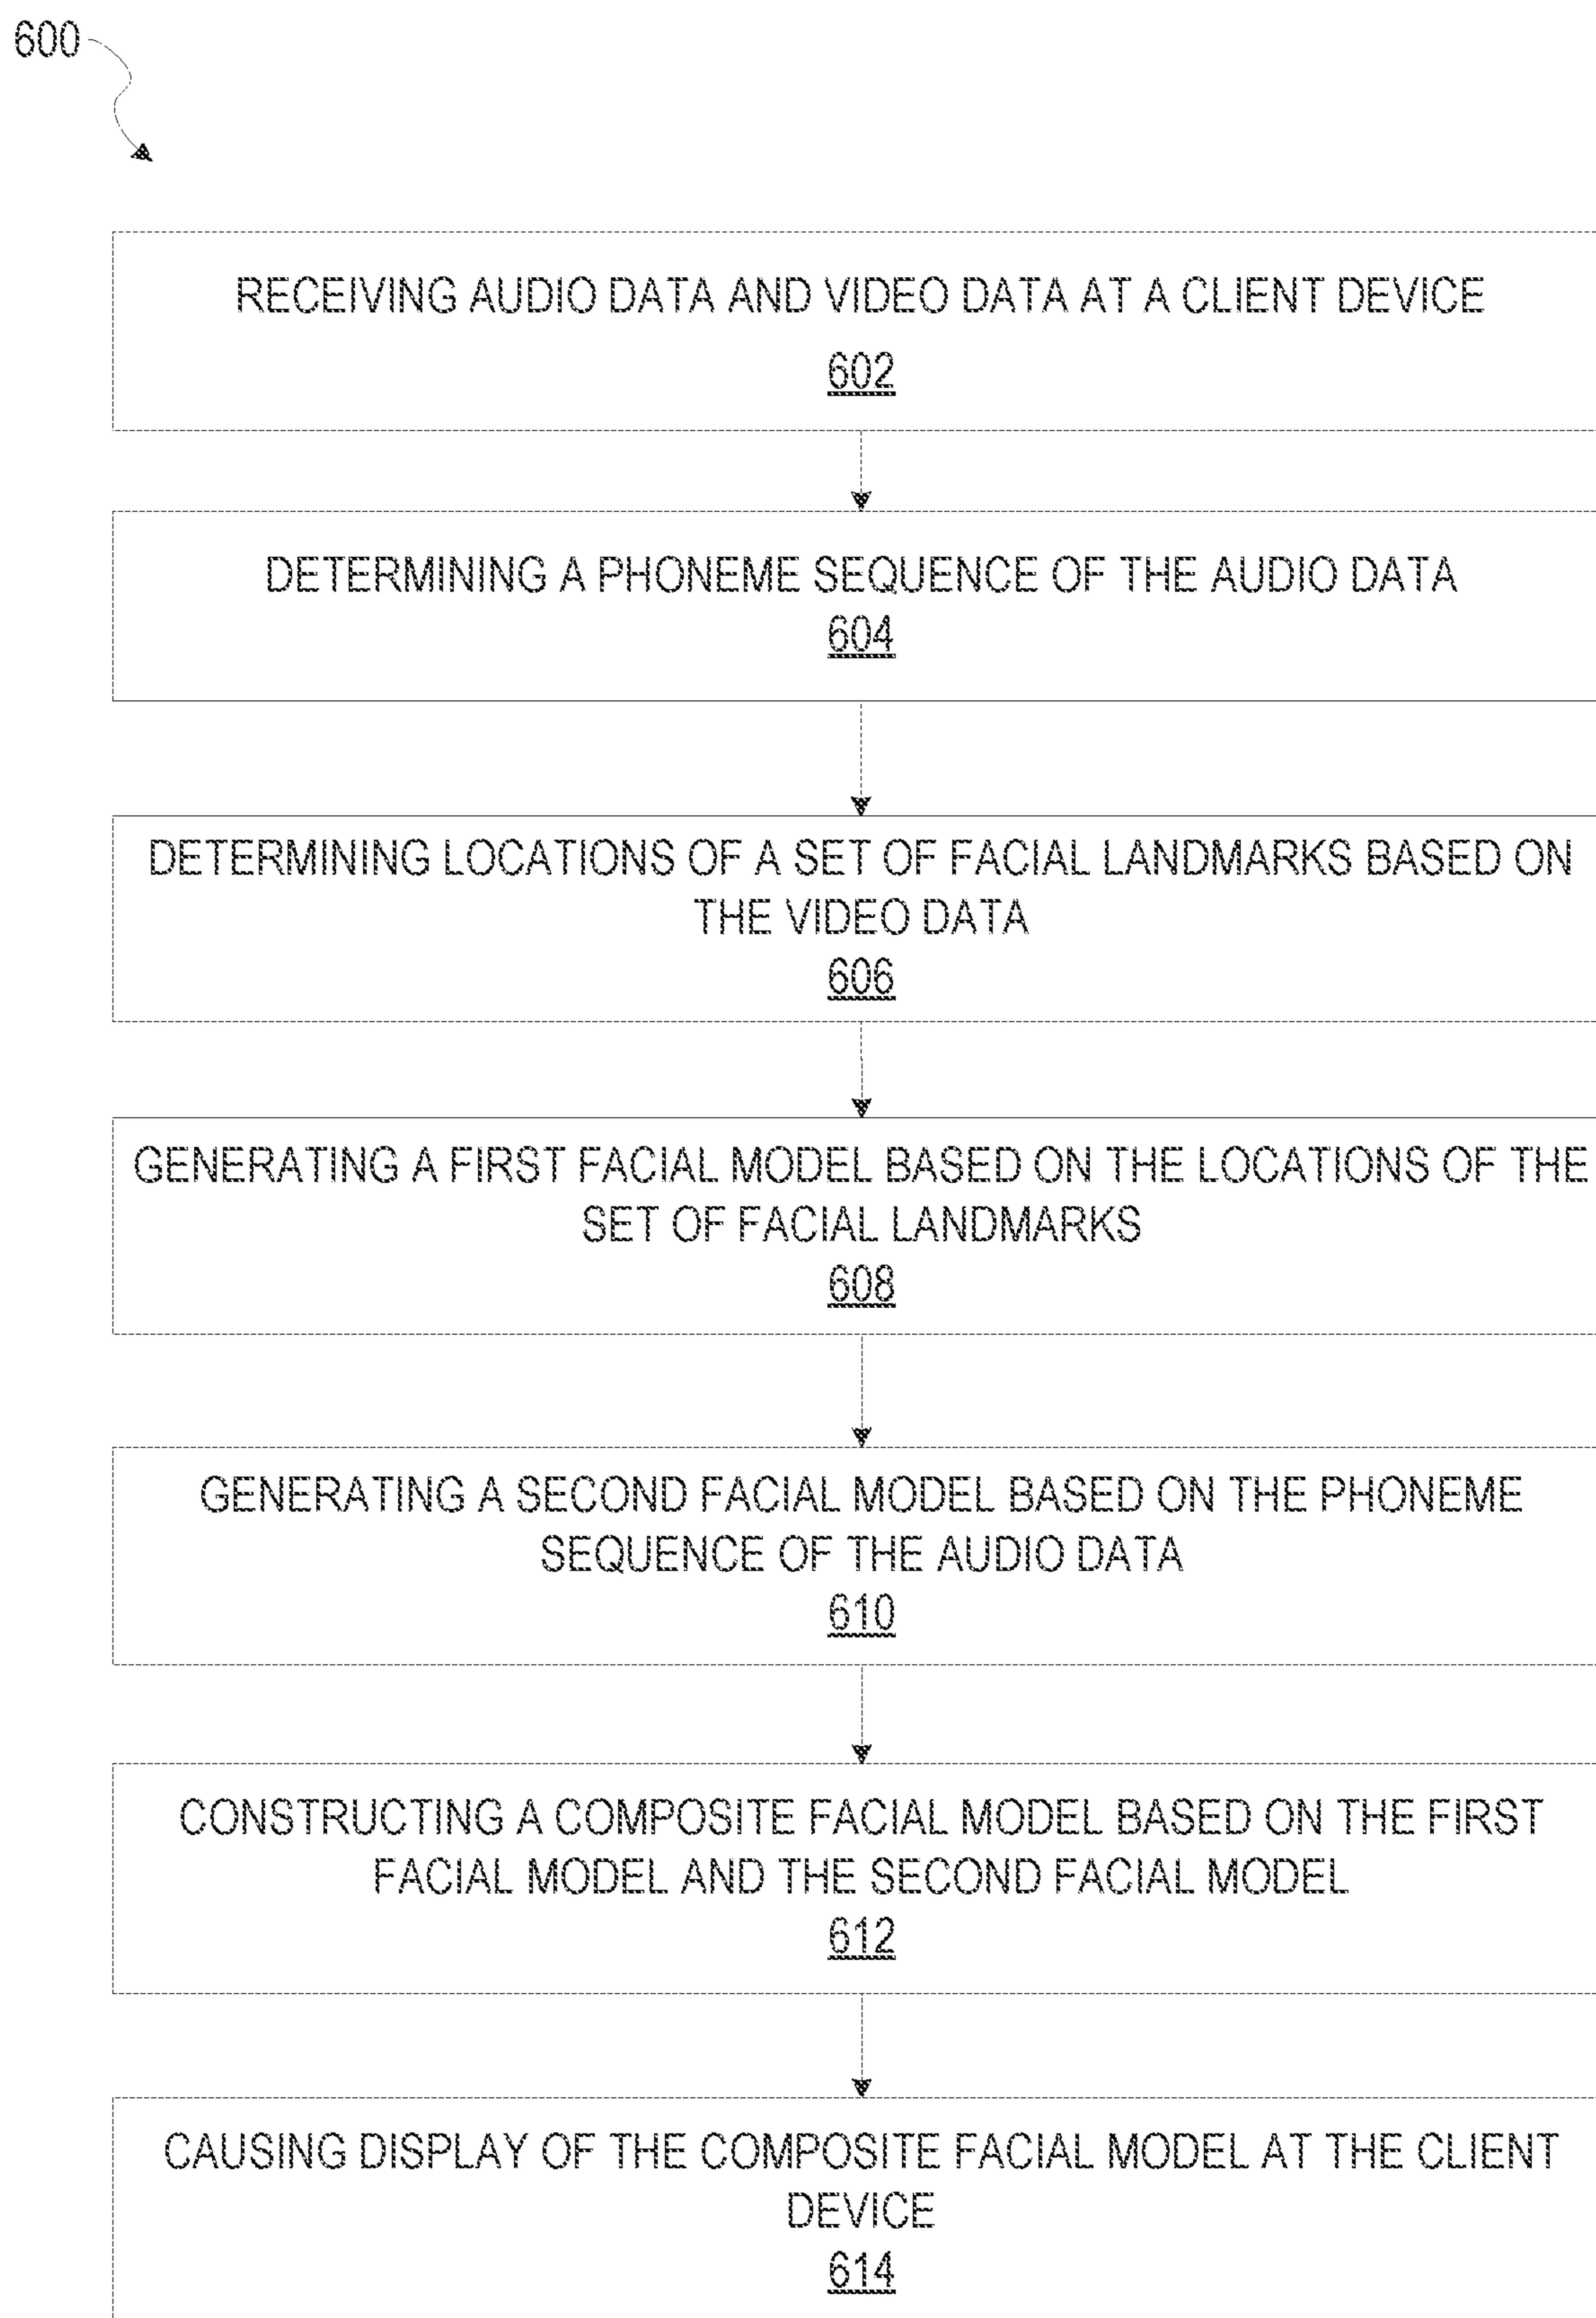 600
RECEIVING AUDIO DATA AND VIDEO DATA AT A CLIENT DEVICE
602
DETERMINING A PHONEME SEQUENCE OF THE AUDIO DATA
604
DETERMINING LOCATIONS OF A SET OF FACIAL LANDMARKS BASED ON
THE VIDEO DATA
606
GENERATING A FIRST FACIAL MODEL BASED ON THE LOCATIONS OF THE
SET OF FACIAL LANDMARKS
608
GENERATING A SECOND FACIAL MODEL BASED ON THE PHONEME
SEQUENCE OF THE AUDIO DATA
610
CONSTRUCTING A COMPOSITE FACIAL MODEL BASED ON THE FIRST
FACIAL MODEL AND THE SECOND FACIAL MODEL
612
CAUSING DISPLAY OF THE COMPOSITE FACIAL MODEL AT THE CLIENT
DEVICE
614